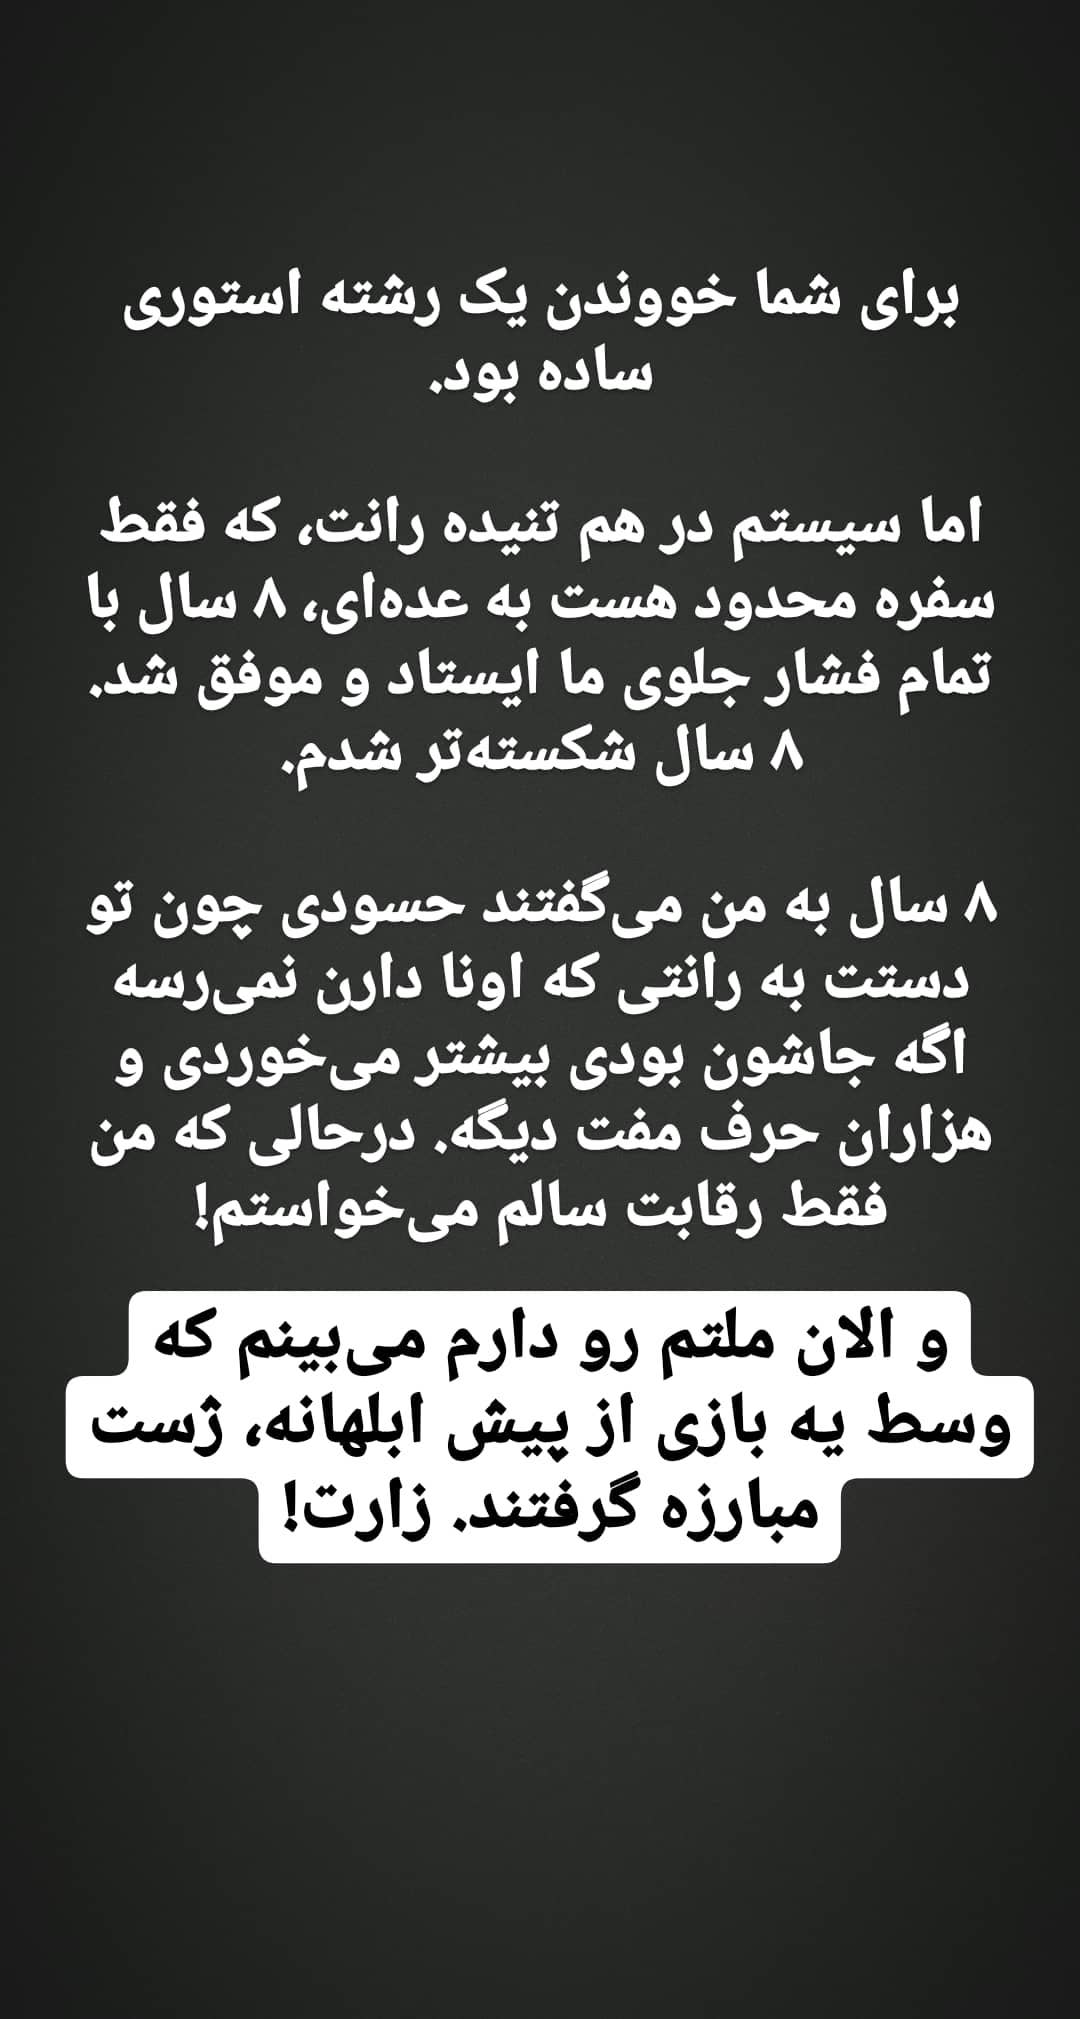 برای شما خووندن یک رشته استوری
ساده بود.
اما سیستم در هم تنیده رانت، که فقط
سفره محدود هست به عده‌ای، ۸ سال با
تمام فشار جلوی ما ایستاد و موفق شد.
۸ سال شکسته‌تر شدم.
۸ سال به من می‌گفتند حسودی چون تو
دستت به رانتی که اونا دارن نمی‌رسه
اگه جاشون بودی بیشتر می‌خوردی و
هزاران حرف مفت دیگه. درحالی که من
فقط رقابت سالم می‌خواستم!
و الان ملتم رو دارم می‌بینم که
وسط یه بازی از پیش ابلهانه، ژست
مبارزه گرفتند. زارت!